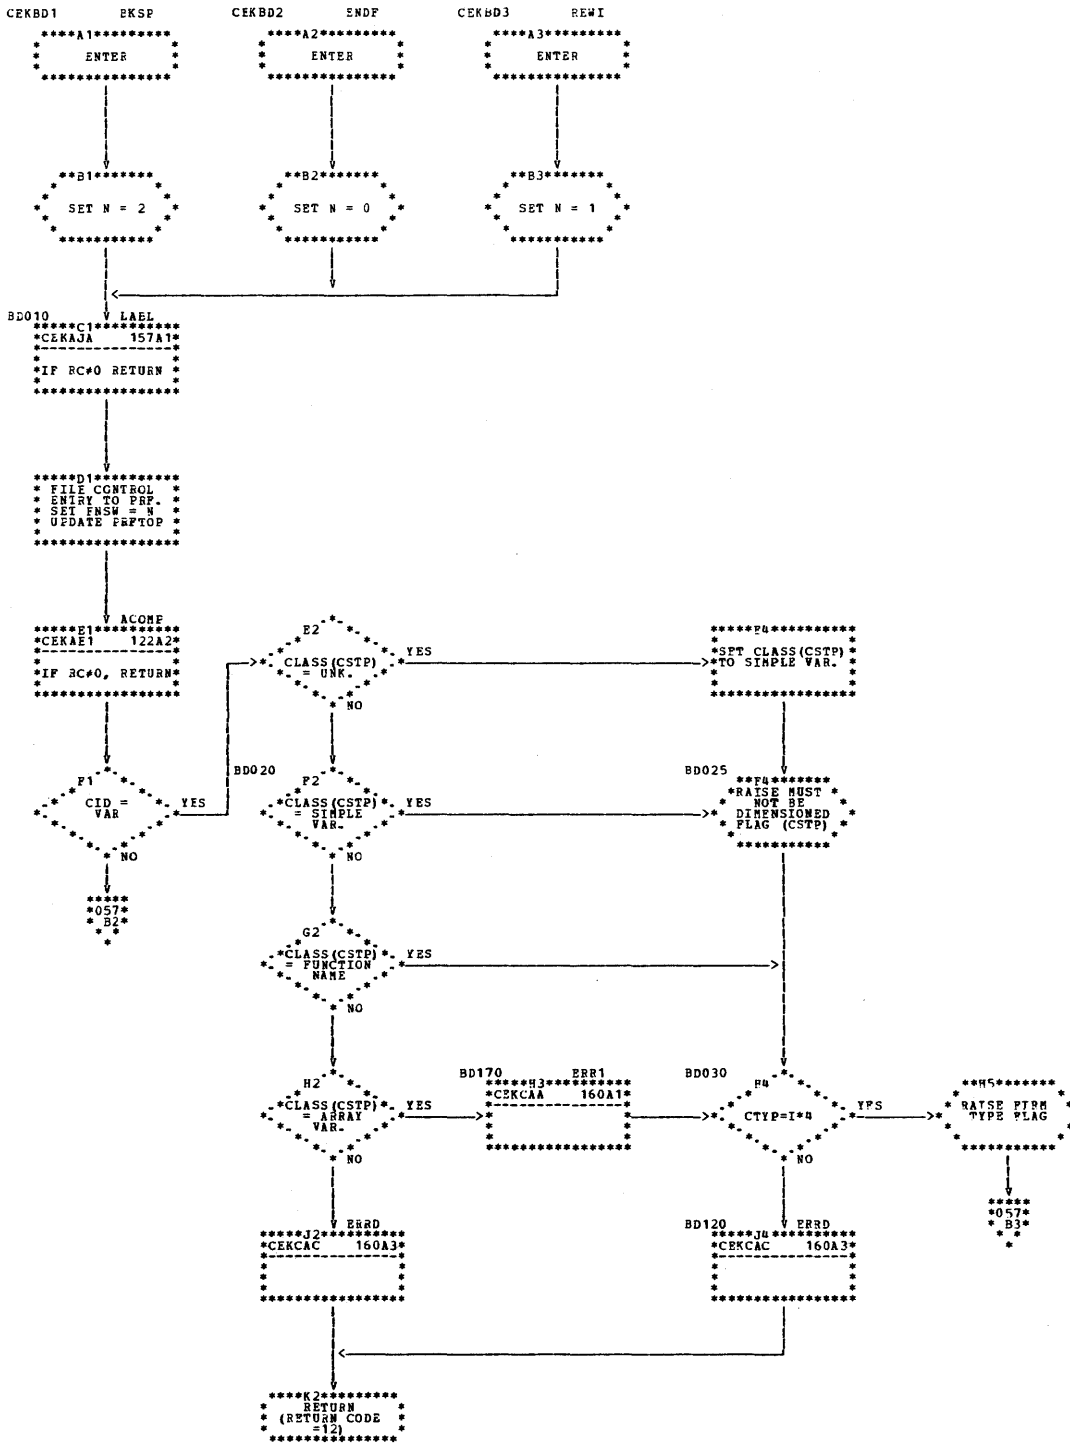 CEKBD1 BKSP CEKBD2 ENDF CEKBD3 REWI
A1 A2 A3
ENTER ENTER ENTER
B1 B2 B3
SET N = 2 SET N = 0 SET N = 1
BD010 LABL
C1
CEKAJA 157A1
IF RC≠0 RETURN
D1
FILE CONTROL
ENTRY TO PRF.
SET FNSW = N
UPDATE PRFTOP
ACOMP
E1
CEKAE1 122A2
IF RC≠0, RETURN
E2
CLASS(CSTP)
= UNK.
YES
NO
E4
SET CLASS(CSTP)
TO SIMPLE VAR.
F1
CID =
VAR
YES
NO
057
B2
BD020
F2
CLASS(CSTP)
= SIMPLE
VAR.
YES
NO
BD025
F4
RAISE MUST
NOT BE
DIMENSIONED
FLAG (CSTP)
G2
CLASS(CSTP)
= FUNCTION
NAME
YES
NO
H2
CLASS(CSTP)
= ARRAY
VAR.
YES
NO
BD170 ERR1
H3
CEKCAA 160A1
BD030
H4
CTYP=I*4
YES
NO
H5
RAISE PTRM
TYPE FLAG
057
B3
ERRD
J2
CEKCAC 160A3
BD120 ERRD
J4
CEKCAC 160A3
K2
RETURN
(RETURN CODE
=12)